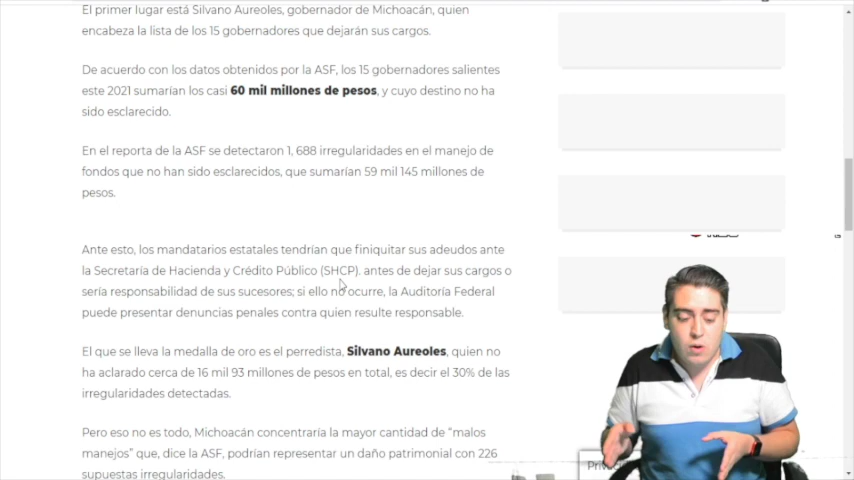 El primer lugar está Silvano Aureoles, gobernador de Michoacán, quien
encabeza la lista de los 15 gobernadores que dejarán sus cargos.
De acuerdo con los datos obtenidos por la ASF, los 15 gobernadores salientes
este 2021 sumarían los casi 60 mil millones de pesos, y cuyo destino no ha
sido esclarecido.
En el reporta de la ASF se detectaron 1, 688 irregularidades en el manejo de
fondos que no han sido esclarecidos, que sumarían 59 mil 145 millones de
pesos.
Ante esto, los mandatarios estatales tendrían que finiquitar sus adeudos ante
la Secretaría de Hacienda y Crédito Público (SHCP). antes de dejar sus cargos o
sería responsabilidad de sus sucesores; si ello no ocurre, la Auditoría Federal
puede presentar denuncias penales contra quien resulte responsable.
El que se lleva la medalla de oro es el perredista, Silvano Aureoles, quien no
ha aclarado cerca de 16 mil 93 millones de pesos en total, es decir el 30% de las
irregularidades detectadas.
Pero eso no es todo, Michoacán concentraría la mayor cantidad de “malos
manejos” que, dice la ASF, podrían representar un daño patrimonial con 226
supuestas irregularidades.